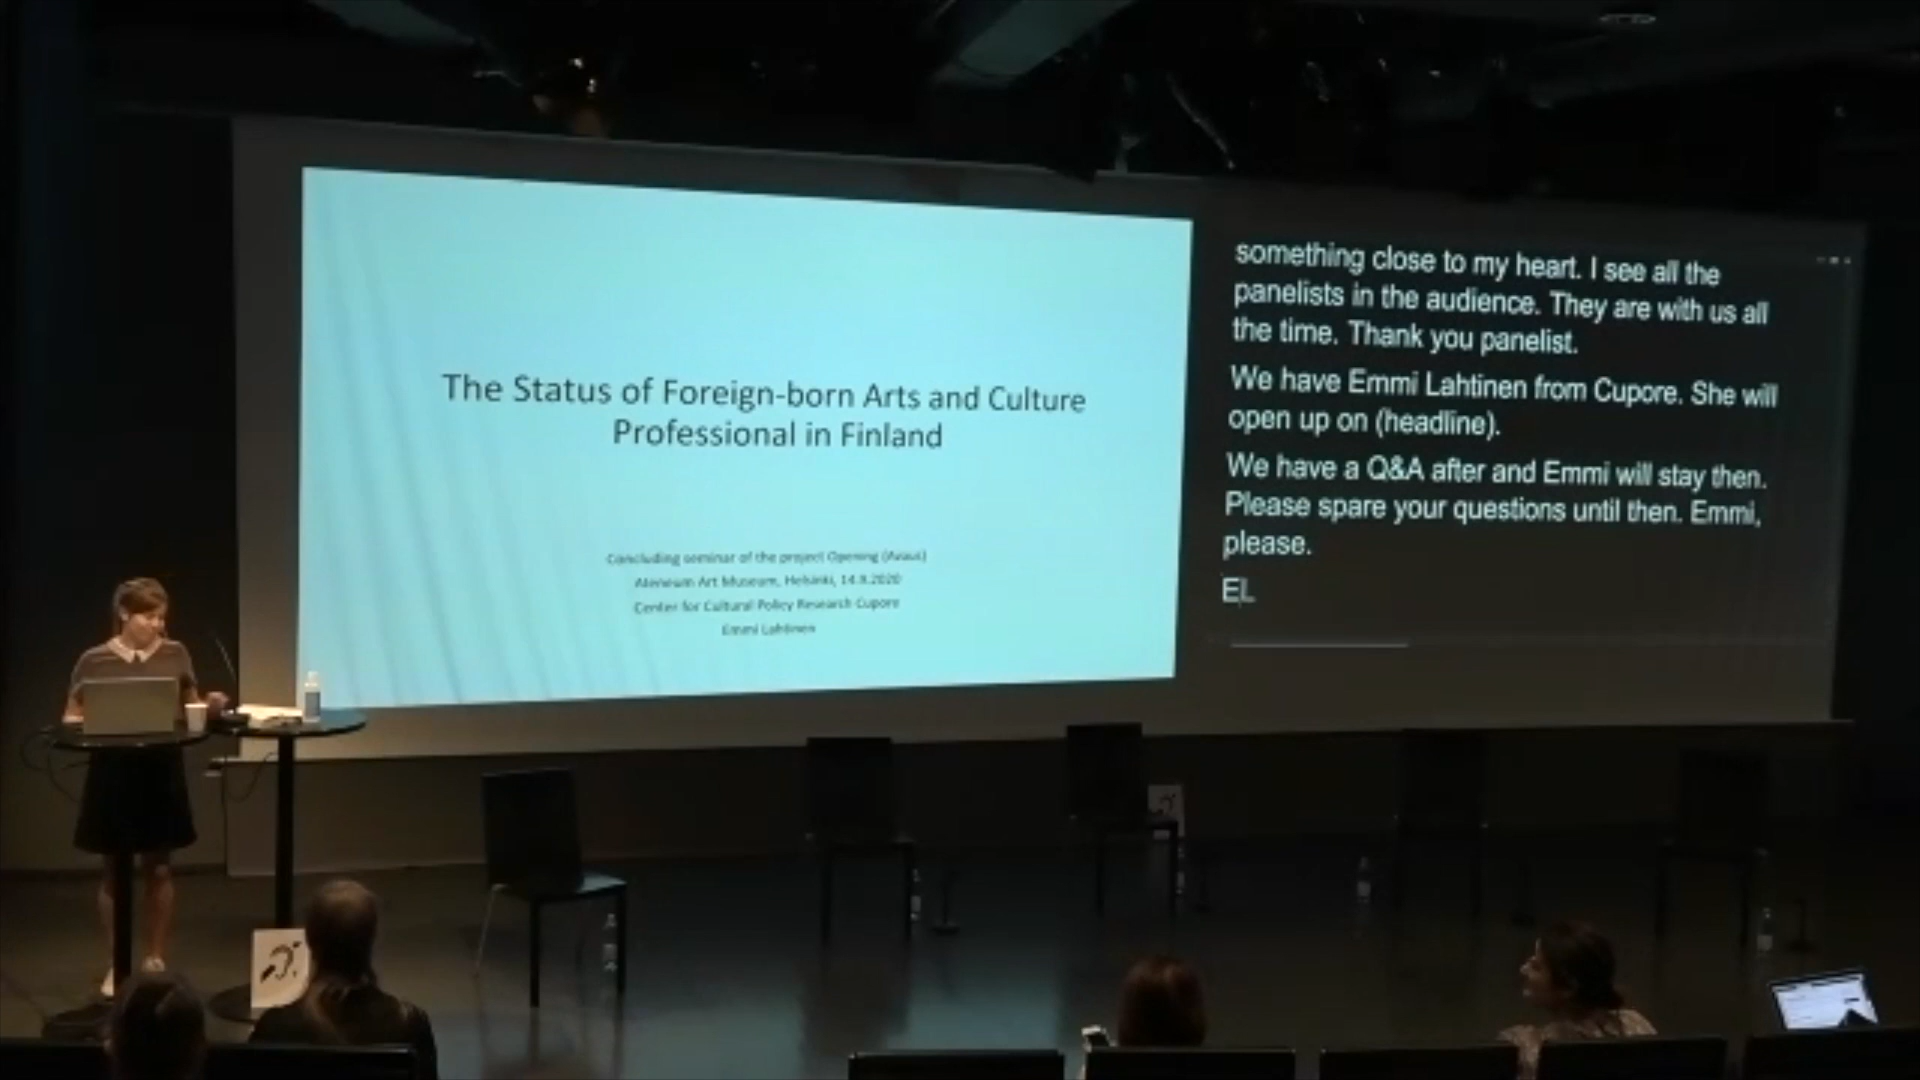 The Status of Foreign-born Arts and Culture
Professional in Finland
Concluding seminar of the project Opening (Avaus)
Ateneum Art Museum, Helsinki, 14.9.2020
Center for Cultural Policy Research Cupore
Emmi Lahtinen
something close to my heart. I see all the
panelists in the audience. They are with us all
the time. Thank you panelist.
We have Emmi Lahtinen from Cupore. She will
open up on (headline).
We have a Q&A after and Emmi will stay then.
Please spare your questions until then. Emmi,
please.
EL